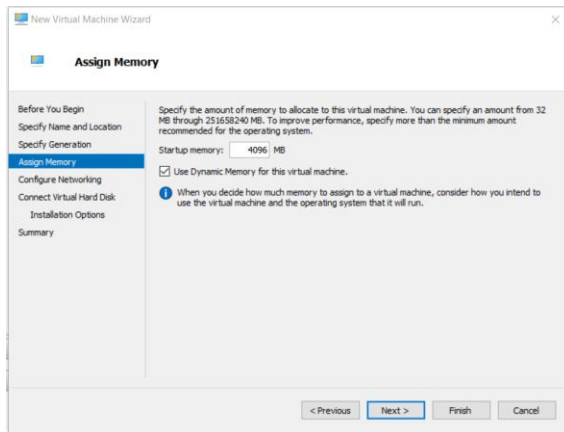 New Virtual Machine Wizard
Assign Memory
Before You Begin
Specify Name and Location
Specify Generation
Assign Memory
Configure Networking
Connect Virtual Hard Disk
Installation Options
Summary
Specify the amount of memory to allocate to this virtual machine. You can specify an amount from 32
MB through 251658240 MB. To improve performance, specify more than the minimum amount
recommended for the operating system.
Startup memory: 4096 MB
Use Dynamic Memory for this virtual machine.
When you decide how much memory to assign to a virtual machine, consider how you intend to
use the virtual machine and the operating system that it will run.
< Previous Next > Finish Cancel